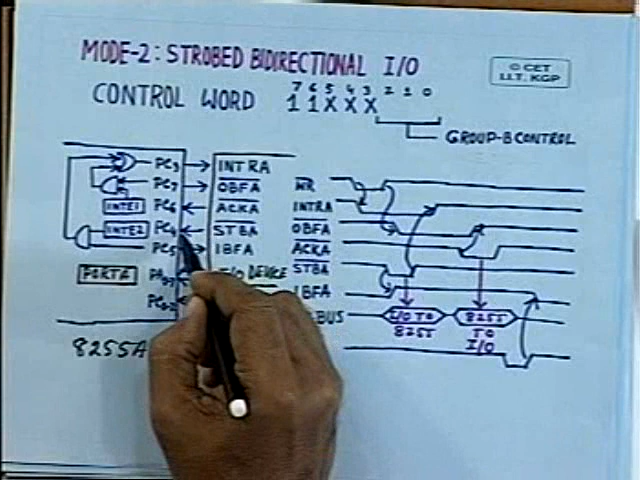 MODE-2: STROBED BIDIRECTIONAL I/O
© CET
I.I.T. KGP
7 6 5 4 3 2 1 0
CONTROL WORD 1 1 X X X
GROUP-B CONTROL
PC3 INTRA
PC7 OBFA
INTE1 PC6 ACKA
INTE2 PC4 STBA
PC5 IBFA
PORTA PA I/O DEVICE
8255A
WR
INTRA
OBFA
ACKA
STBA
IBFA
BUS
I/O TO
8255
8255
TO
I/O